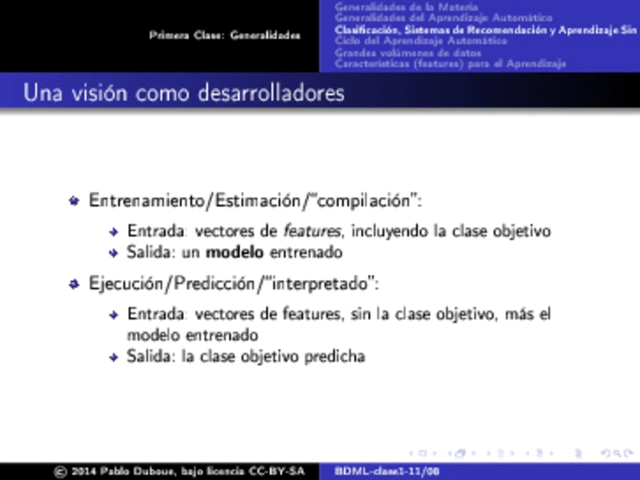 Primera Clase: Generalidades
Generalidades de la Materia
Generalidades del Aprendizaje Automático
Clasificación, Sistemas de Recomendación y Aprendizaje Sin
Ciclo del Aprendizaje Automático
Grandes volúmenes de datos
Características (features) para el Aprendizaje
Una visión como desarrolladores
Entrenamiento/Estimación/“compilación”:
Entrada: vectores de features, incluyendo la clase objetivo
Salida: un modelo entrenado
Ejecución/Predicción/“interpretado”:
Entrada: vectores de features, sin la clase objetivo, más el
modelo entrenado
Salida: la clase objetivo predicha
© 2014 Pablo Duboue, bajo licencia CC-BY-SA
BDML-clase1-11/08